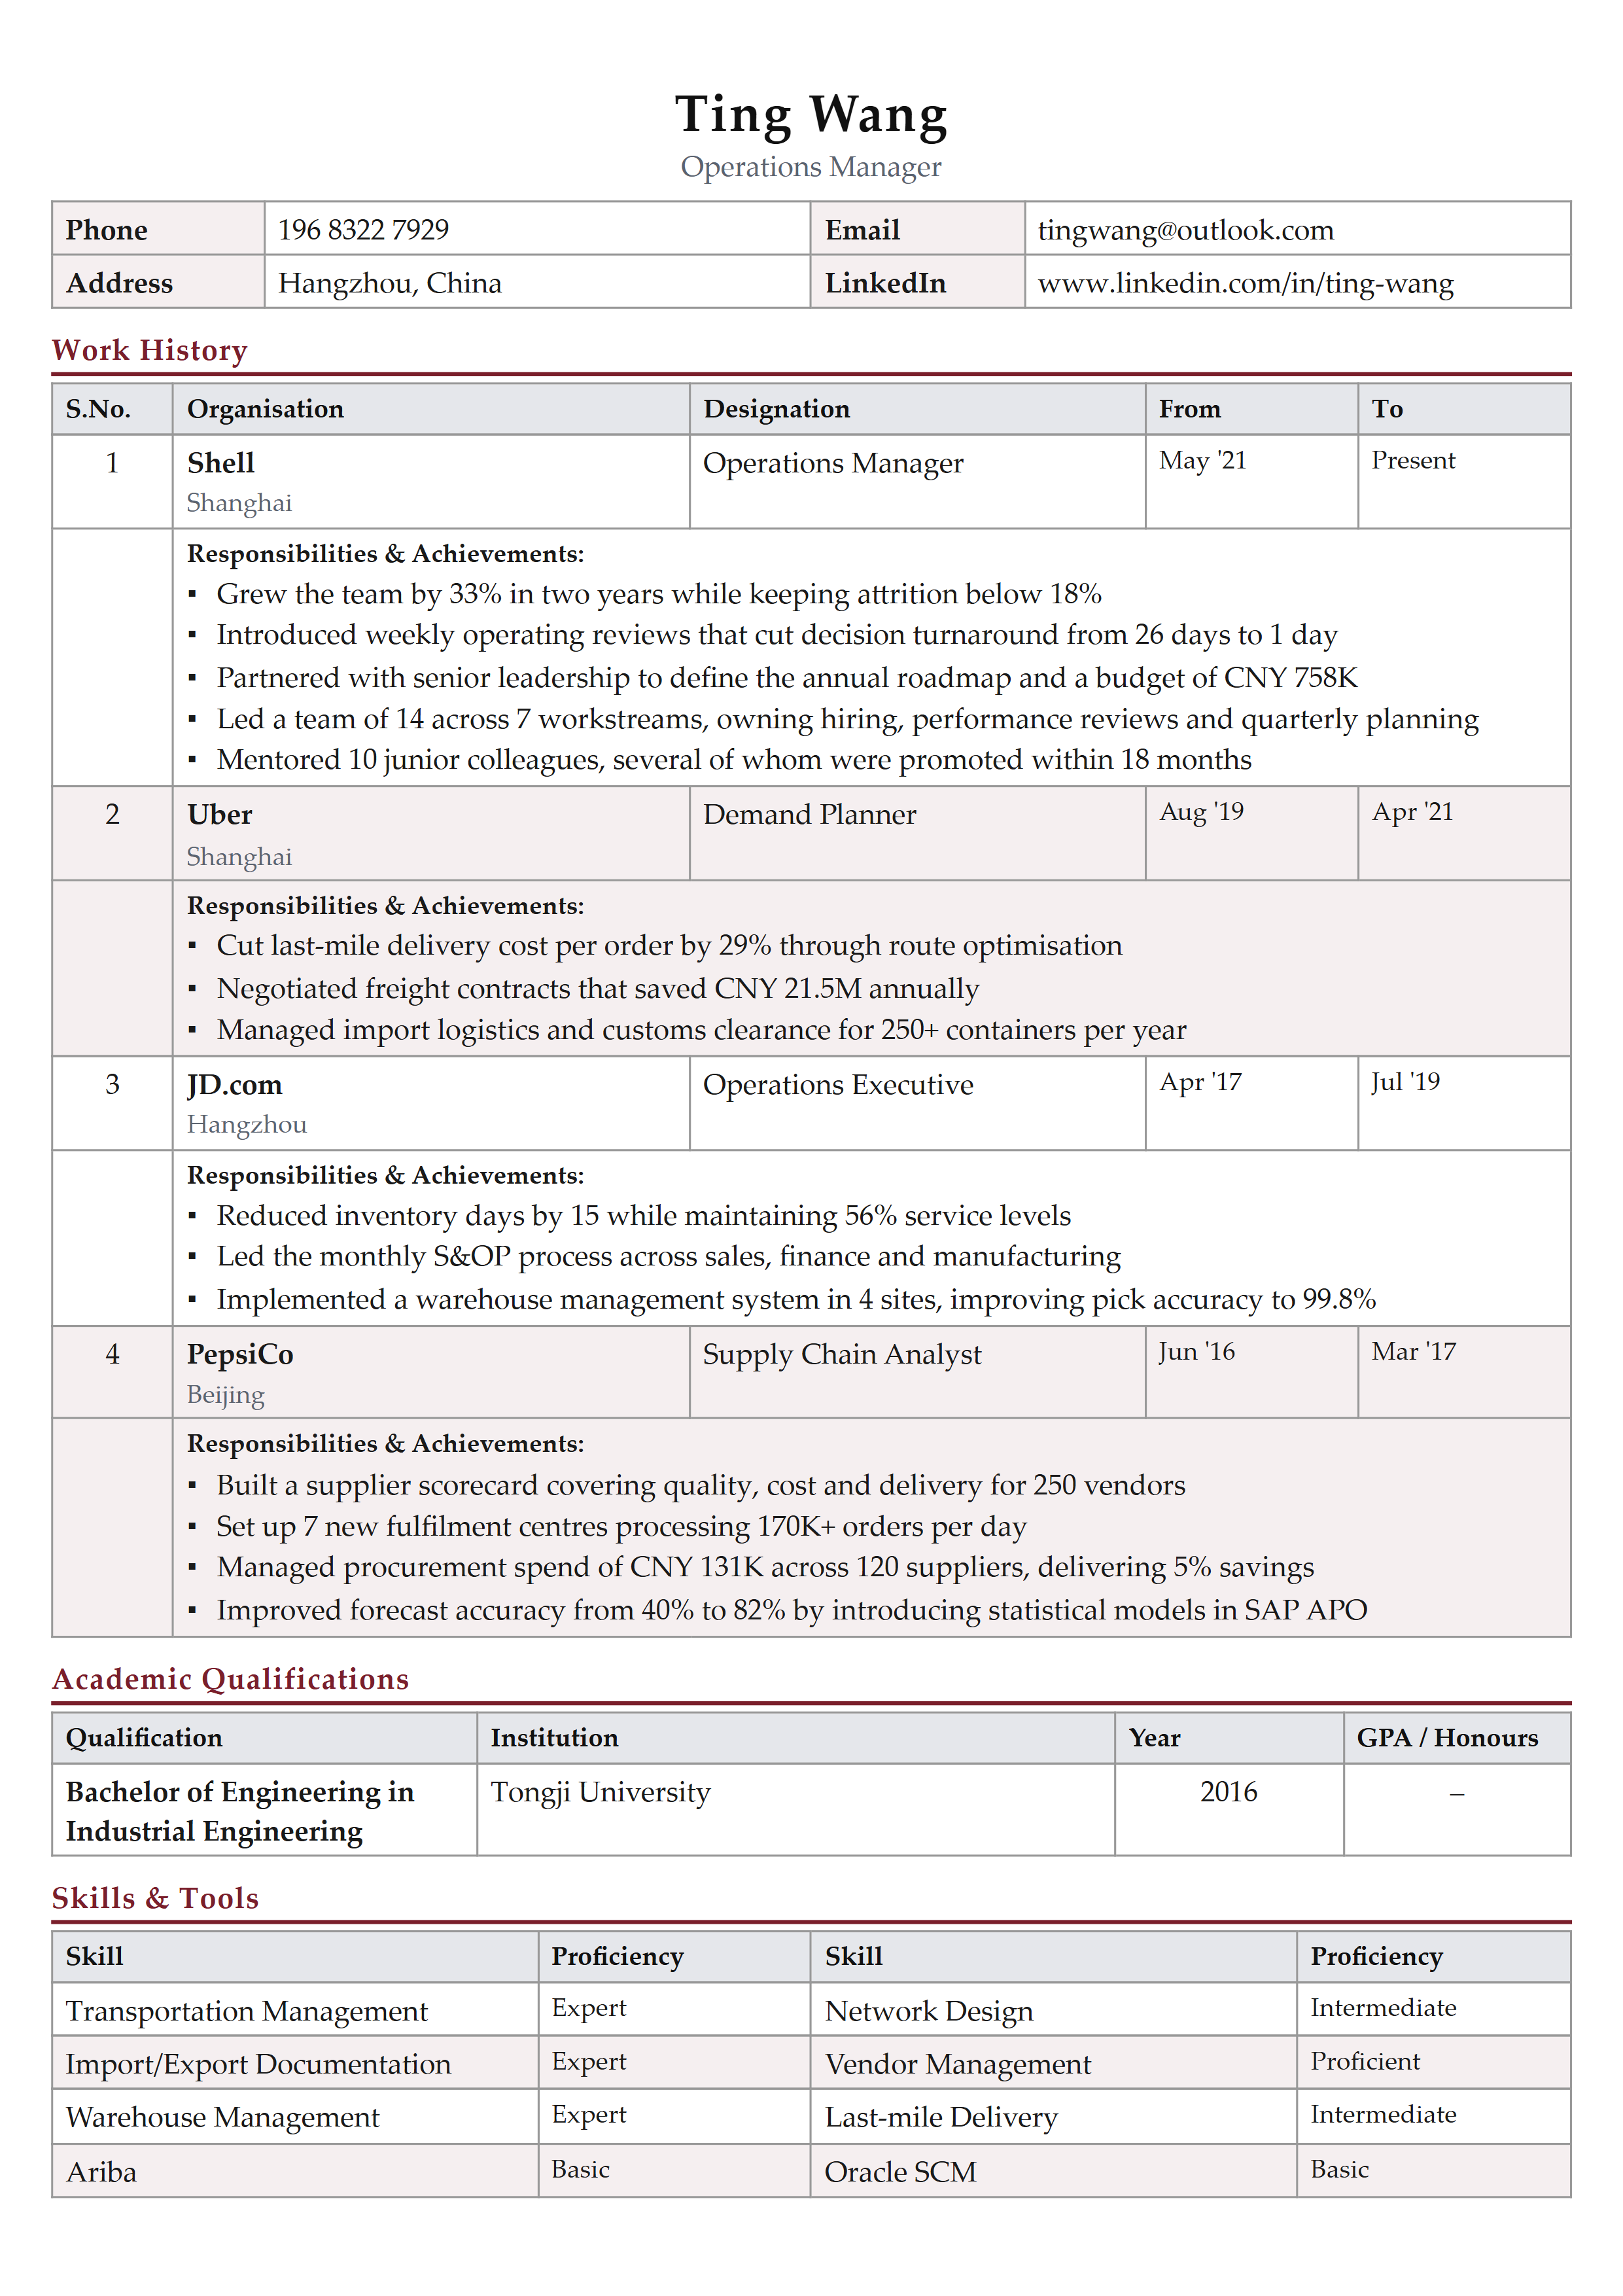 Ting Wang
Operations Manager
Phone 196 8322 7929 Email tingwang@outlook.com
Address Hangzhou, China LinkedIn www.linkedin.com/in/ting-wang
Work History
S.No. Organisation Designation From To
1 Shell Operations Manager May '21 Present
Shanghai
Responsibilities & Achievements:
▪ Grew the team by 33% in two years while keeping attrition below 18%
▪ Introduced weekly operating reviews that cut decision turnaround from 26 days to 1 day
▪ Partnered with senior leadership to define the annual roadmap and a budget of CNY 758K
▪ Led a team of 14 across 7 workstreams, owning hiring, performance reviews and quarterly planning
▪ Mentored 10 junior colleagues, several of whom were promoted within 18 months
2 Uber Demand Planner Aug '19 Apr '21
Shanghai
Responsibilities & Achievements:
▪ Cut last-mile delivery cost per order by 29% through route optimisation
▪ Negotiated freight contracts that saved CNY 21.5M annually
▪ Managed import logistics and customs clearance for 250+ containers per year
3 JD.com Operations Executive Apr '17 Jul '19
Hangzhou
Responsibilities & Achievements:
▪ Reduced inventory days by 15 while maintaining 56% service levels
▪ Led the monthly S&OP process across sales, finance and manufacturing
▪ Implemented a warehouse management system in 4 sites, improving pick accuracy to 99.8%
4 PepsiCo Supply Chain Analyst Jun '16 Mar '17
Beijing
Responsibilities & Achievements:
▪ Built a supplier scorecard covering quality, cost and delivery for 250 vendors
▪ Set up 7 new fulfilment centres processing 170K+ orders per day
▪ Managed procurement spend of CNY 131K across 120 suppliers, delivering 5% savings
▪ Improved forecast accuracy from 40% to 82% by introducing statistical models in SAP APO
Academic Qualifications
Qualification Institution Year GPA / Honours
Bachelor of Engineering in Tongji University 2016 –
Industrial Engineering
Skills & Tools
Skill Proficiency Skill Proficiency
Transportation Management Expert Network Design Intermediate
Import/Export Documentation Expert Vendor Management Proficient
Warehouse Management Expert Last-mile Delivery Intermediate
Ariba Basic Oracle SCM Basic